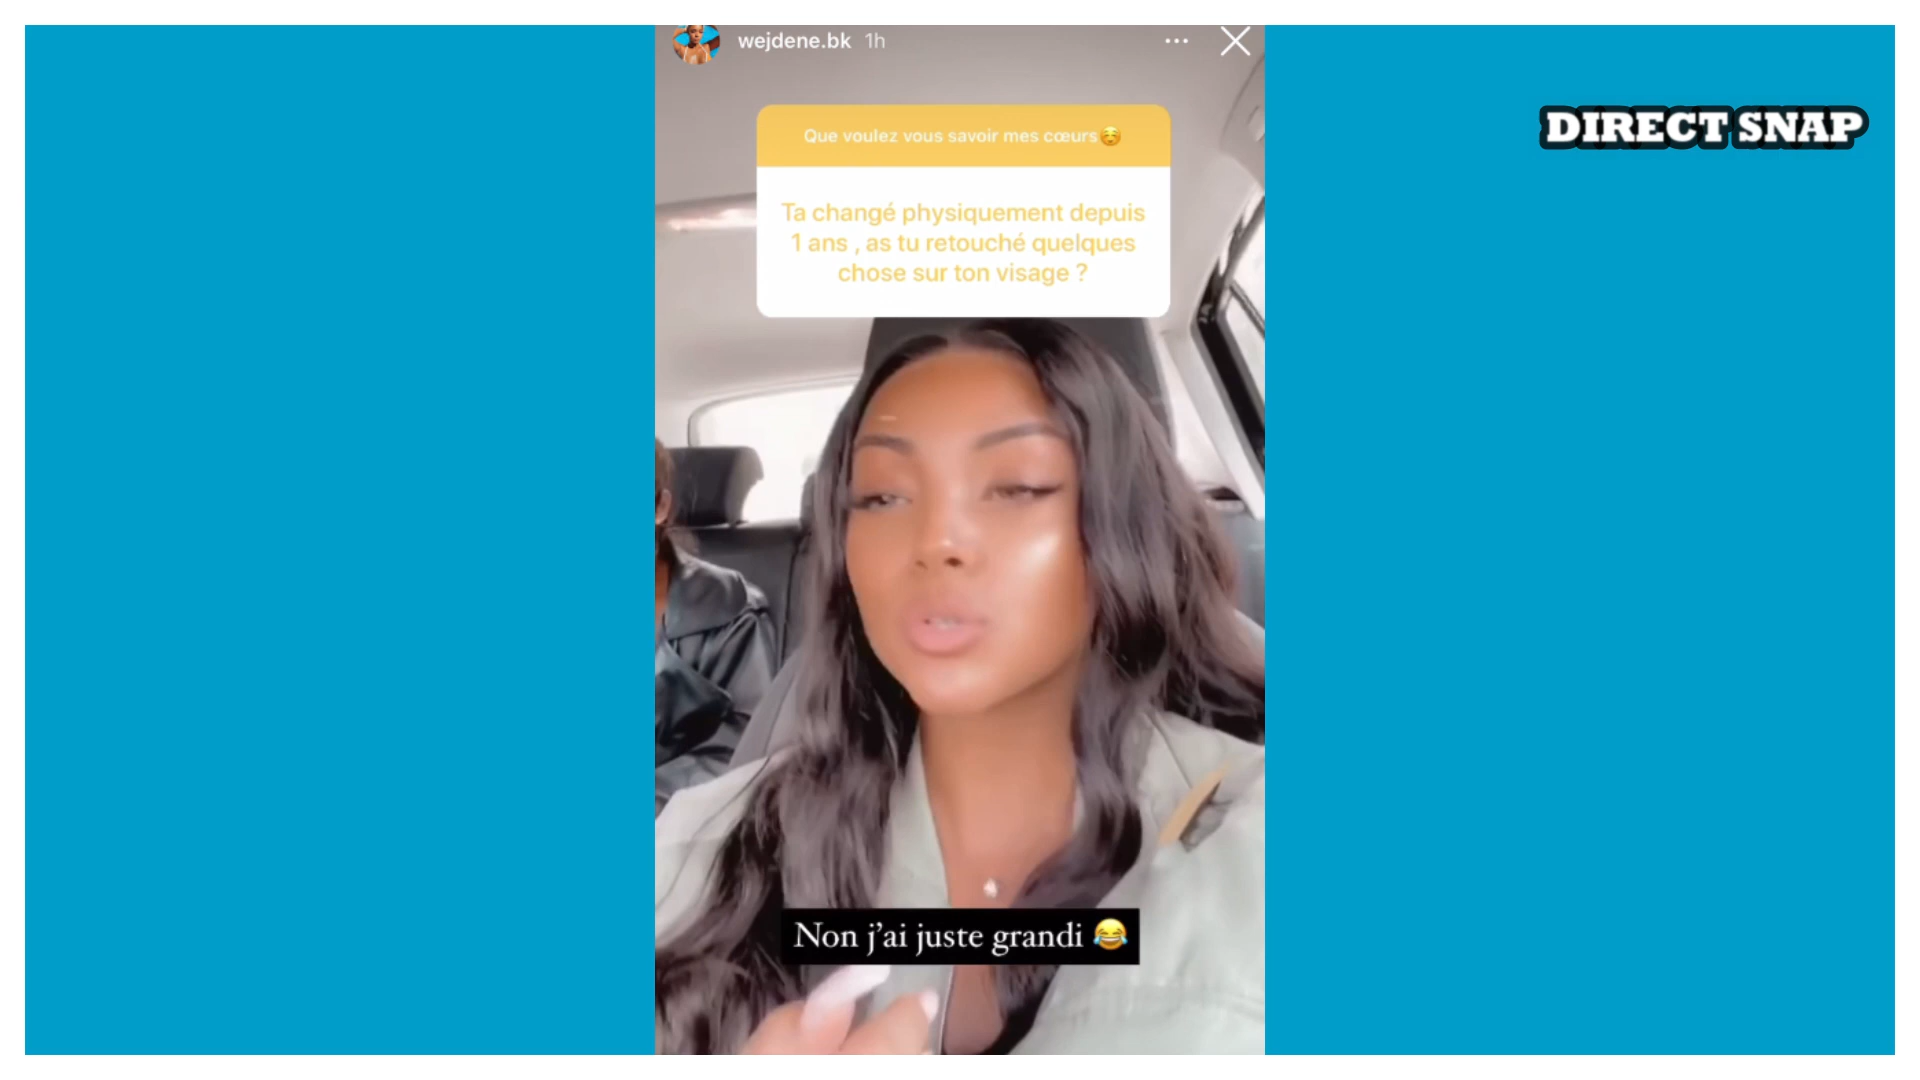 wejdene.bk 1h
DIRECT SNAP
Que voulez vous savoir mes cœurs☺️
Ta changé physiquement depuis
1 ans , as tu retouché quelques
chose sur ton visage ?
Non j'ai juste grandi 😂